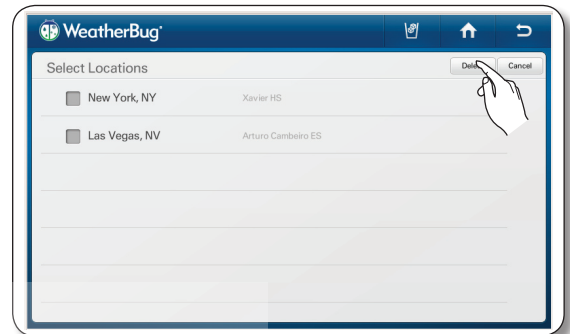 WeatherBug
Select Locations
Cancel
New York, NY Xavier HS
Las Vegas, NV Arturo Cambeiro ES